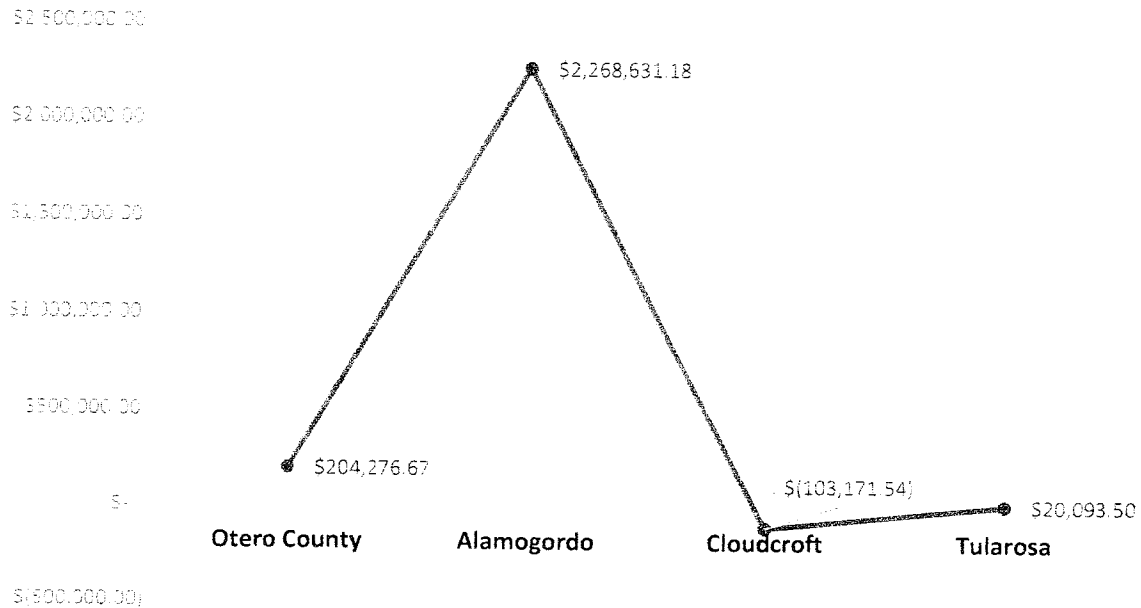 $2,500,000.00
$2,268,631.18
$2,000,000.00
$1,500,000.00
$1,000,000.00
$500,000.00
$204,276.67
$(103,171.54)
$-
$20,093.50
Otero County
Alamogordo
Cloudcroft
Tularosa
$(500,000.00)